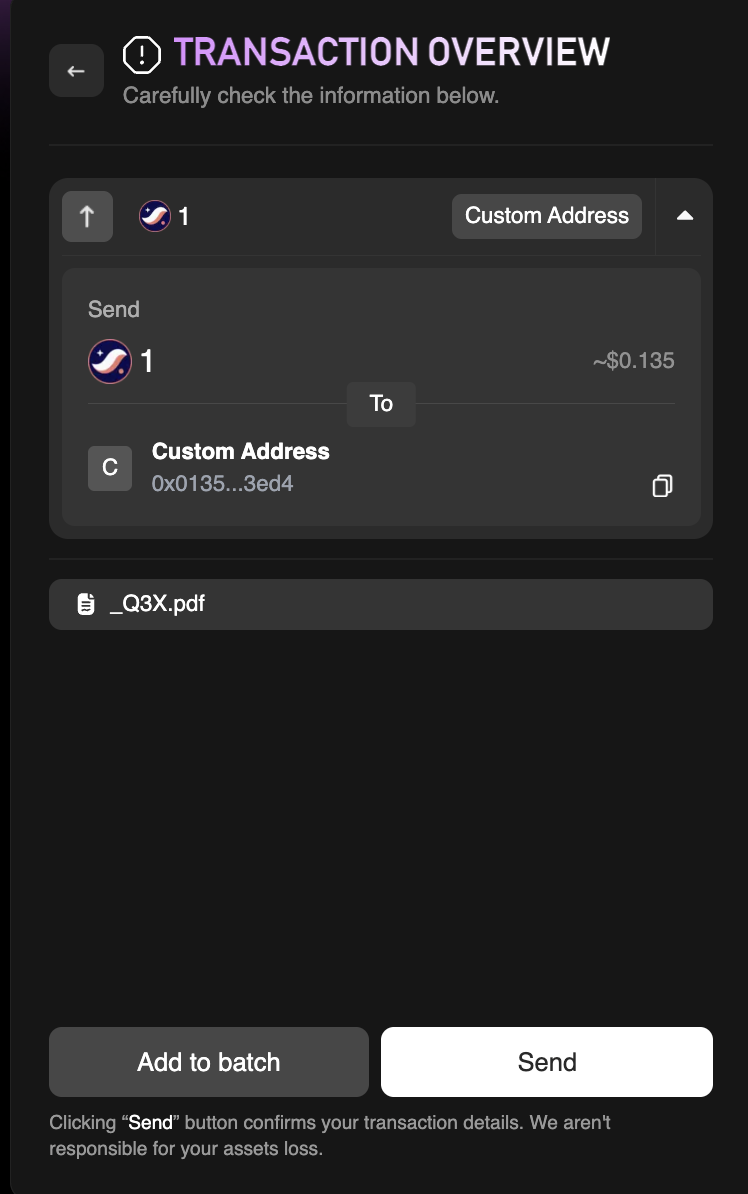 TRANSACTION OVERVIEW
Carefully check the information below.
1
Custom Address
Send
1
~$0.135
To
C
Custom Address
0x0135...3ed4
_Q3X.pdf
Add to batch
Send
Clicking “Send” button confirms your transaction details. We aren't
responsible for your assets loss.